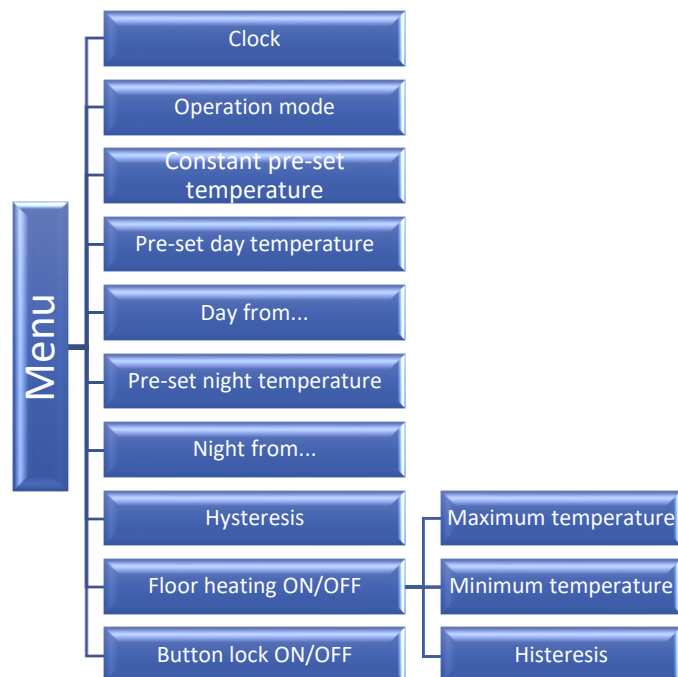 Menu
Clock
Operation mode
Constant pre-set
temperature
Pre-set day temperature
Day from...
Pre-set night temperature
Night from...
Hysteresis
Floor heating ON/OFF
Maximum temperature
Minimum temperature
Histeresis
Button lock ON/OFF